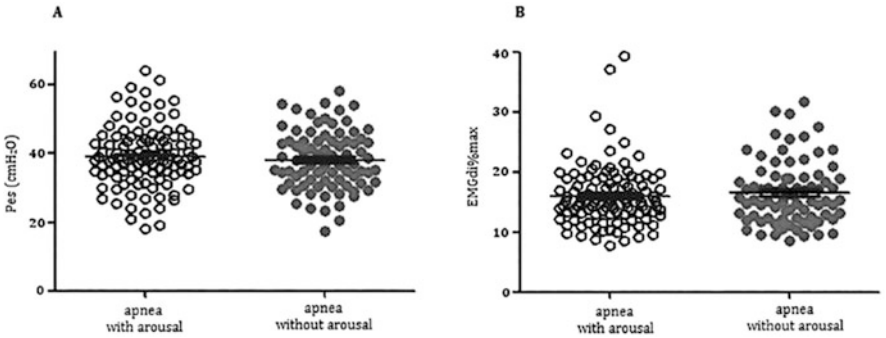 A
Pes (cmH₂O)
60
40
20
0
apnea
with arousal
apnea
without arousal
B
EMGdi%max
40
30
20
10
0
apnea
with arousal
apnea
without arousal